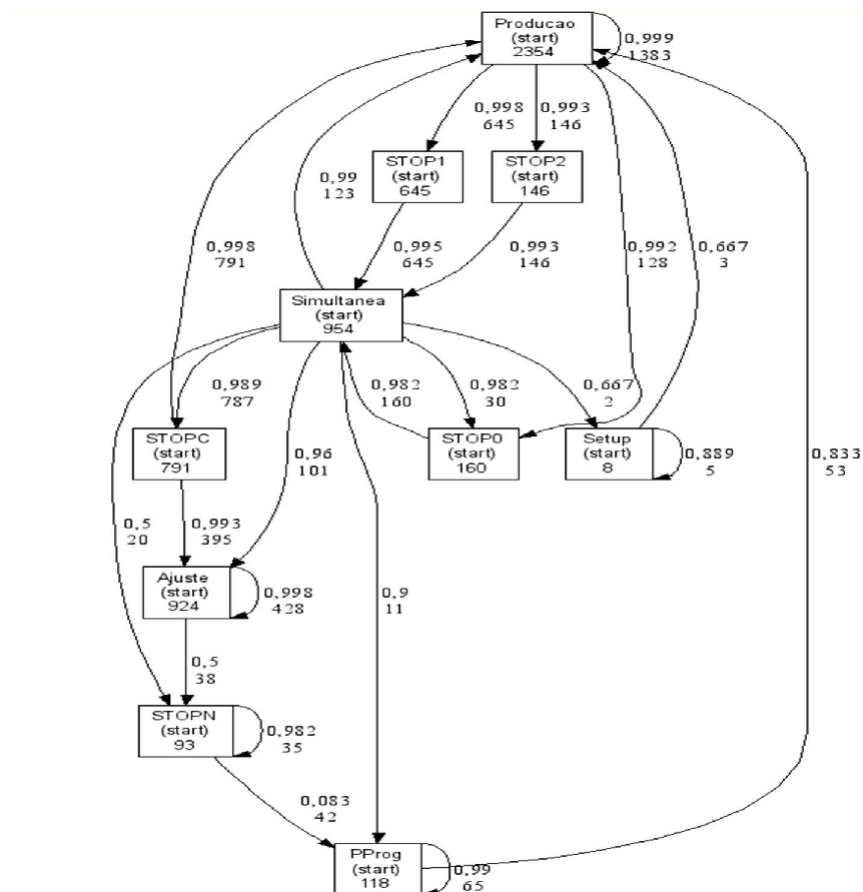 Producao
(start)
2354
0,999
1383
0,998
645
0,993
146
STOP1
(start)
645
STOP2
(start)
146
0,99
123
0,998
791
0,995
645
0,993
146
0,992
128
0,667
3
Simultanea
(start)
954
0,989
787
0,982
160
0,982
30
0,667
2
STOPC
(start)
791
STOP0
(start)
160
Setup
(start)
8
0,889
5
0,833
53
0,96
101
0,5
20
0,993
395
Ajuste
(start)
924
0,998
428
0,9
11
0,5
38
STOPN
(start)
93
0,982
35
0,083
42
PProg
(start)
118
0,99
65